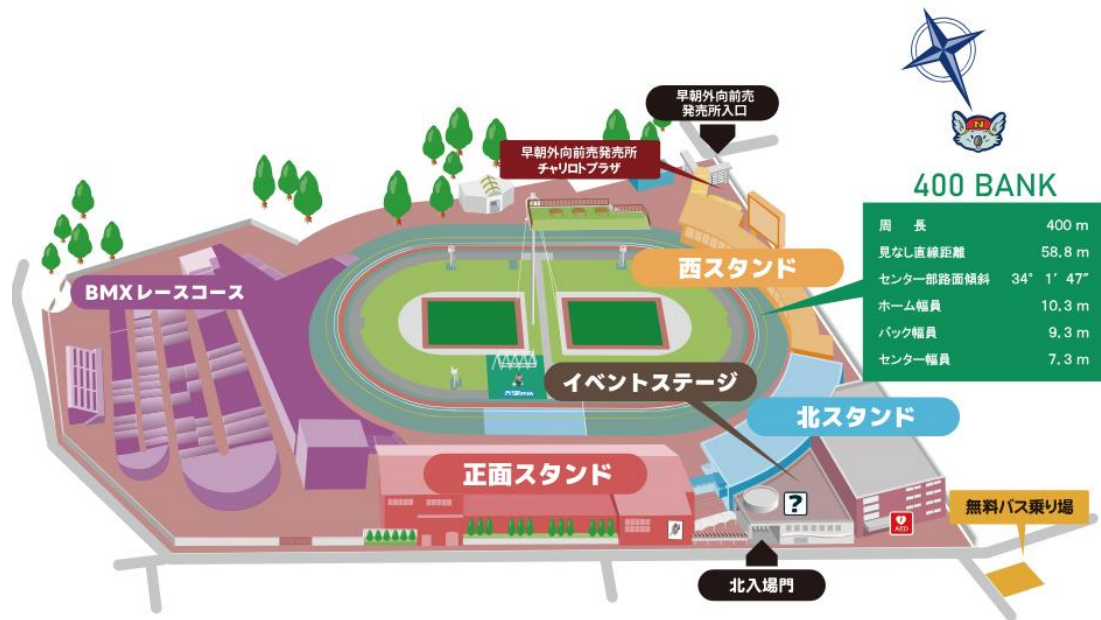 早朝外向前売
発売所入口
早朝外向前売発売所
チャリロトプラザ
N
400 BANK
周 長 400 m
見なし直線距離 58.8 m
センター部路面傾斜 34° 1′ 47″
ホーム幅員 10.3 m
バック幅員 9.3 m
センター幅員 7.3 m
西スタンド
BMXレースコース
イベントステージ
北スタンド
正面スタンド
?
AED
無料バス乗り場
北入場門